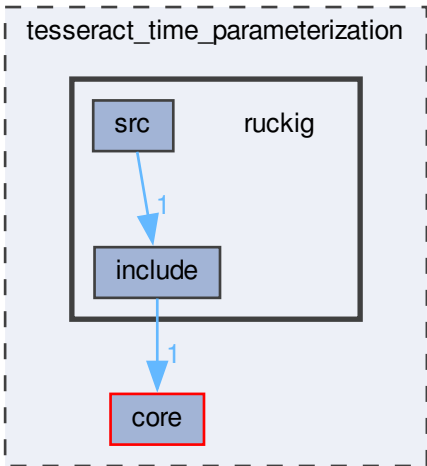 tesseract_time_parameterization
src
ruckig
1
include
1
core